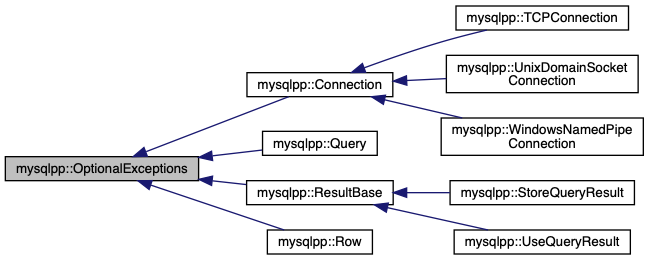 mysqlpp::TCPConnection
mysqlpp::UnixDomainSocket
Connection
mysqlpp::Connection
mysqlpp::WindowsNamedPipe
Connection
mysqlpp::Query
mysqlpp::OptionalExceptions
mysqlpp::ResultBase
mysqlpp::StoreQueryResult
mysqlpp::Row
mysqlpp::UseQueryResult